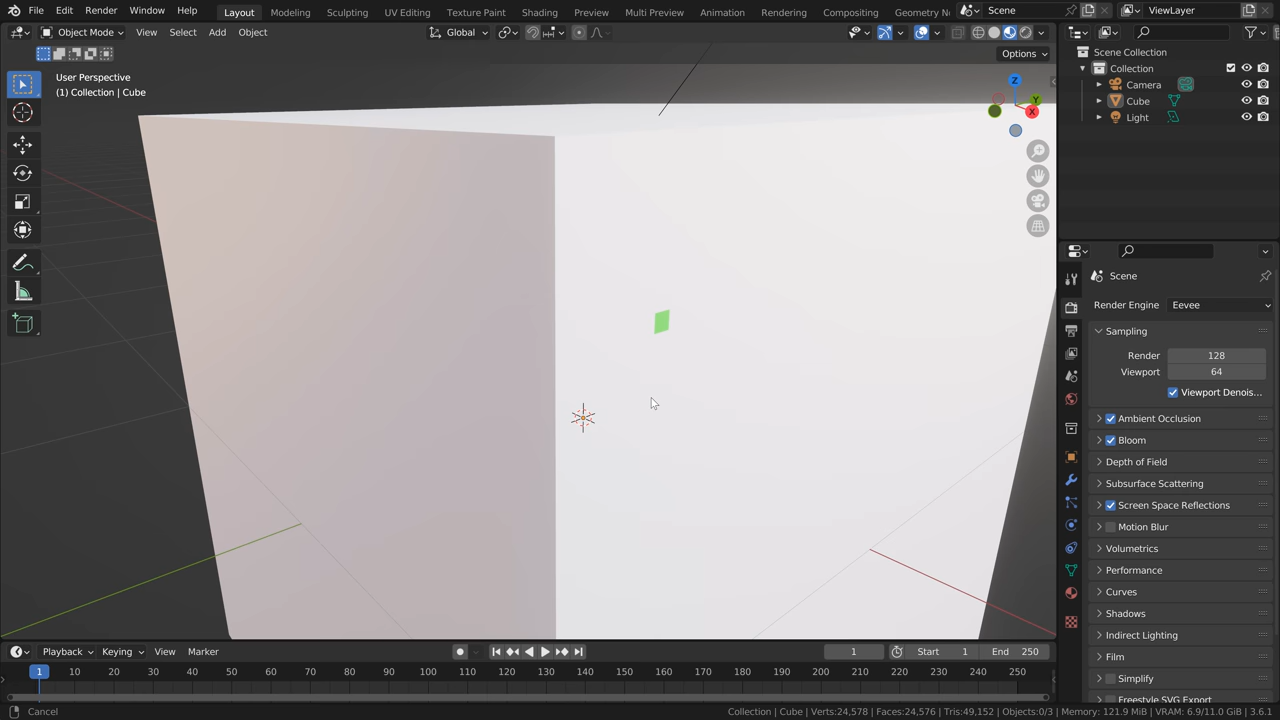 File Edit Render Window Help Layout Modeling Sculpting UV Editing Texture Paint Shading Animation Preview Multi Preview Rendering Compositing Scene ViewLayer
Object Mode View Select Add Object Global
Options
User Perspective
(1) Collection | Cube
Z
Y
X
Scene Collection
Collection
Camera
Cube
Light
Scene
Render Engine Eevee
Sampling
Render 128
Viewport 64
Viewport Denois...
Ambient Occlusion
Bloom
Depth of Field
Subsurface Scattering
Screen Space Reflections
Motion Blur
Volumetrics
Performance
Curves
Shadows
Indirect Lighting
Film
Simplify
Freestyle SVG Export
Playback Keying View Marker 1 Start 1 End 250
1 10 20 30 40 50 60 70 80 90 100 110 120 130 140 150 160 170 180 190 200 210 220 230 240 250
Cancel Collection | Cube | Verts:24,578 | Faces:24,576 | Tris:49,152 | Objects:0/3 | Memory: 121.9 MiB | VRAM: 6.9/11.0 GiB | 3.6.1